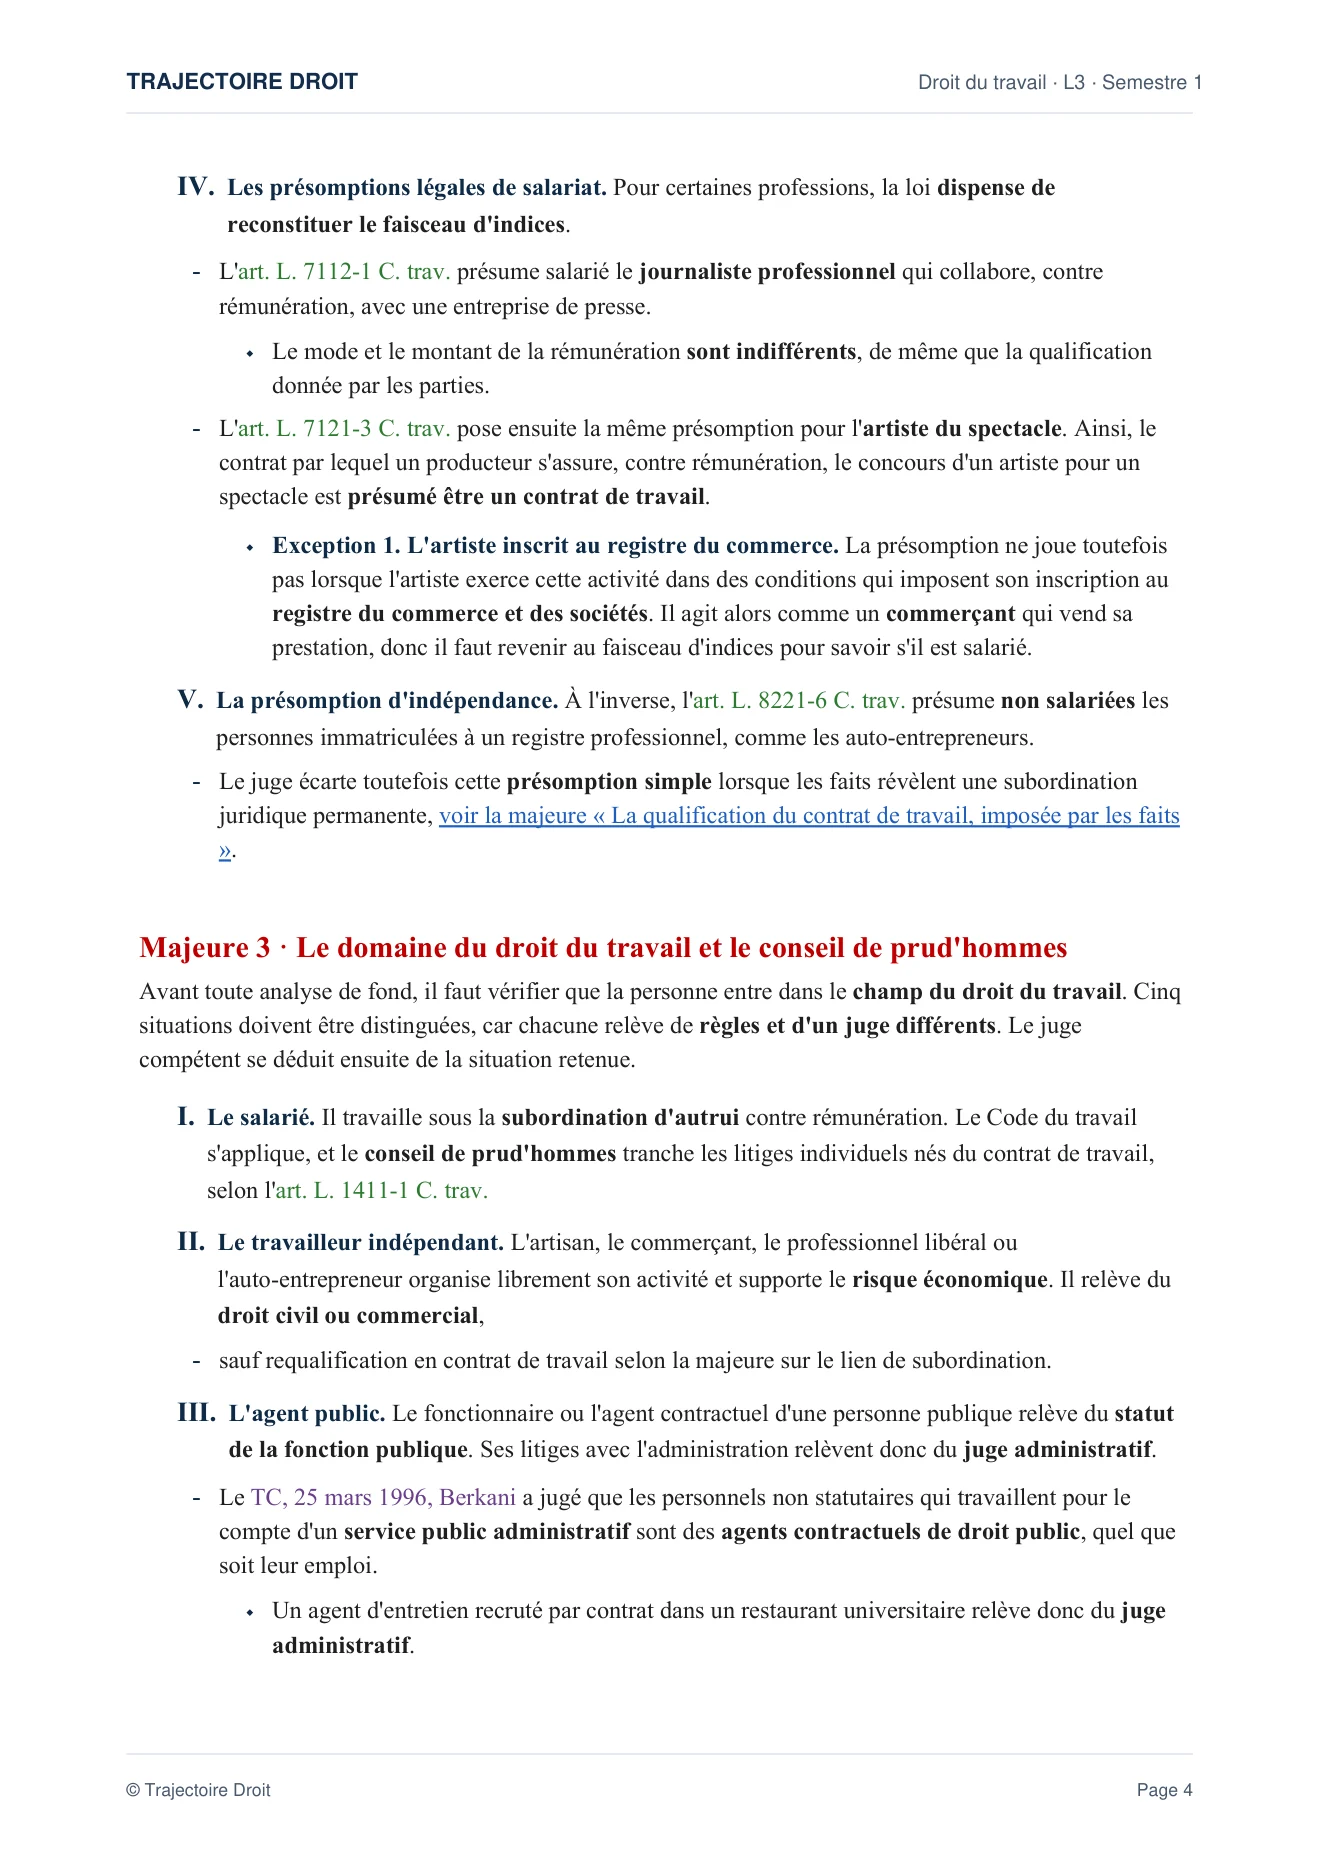 TRAJECTOIRE DROIT
Droit du travail · L3 · Semestre 1
IV. Les présomptions légales de salariat. Pour certaines professions, la loi dispense de
reconstituer le faisceau d'indices.
- L'art. L. 7112-1 C. trav. présume salarié le journaliste professionnel qui collabore, contre
rémunération, avec une entreprise de presse.
⬩ Le mode et le montant de la rémunération sont indifférents, de même que la qualification
donnée par les parties.
- L'art. L. 7121-3 C. trav. pose ensuite la même présomption pour l'artiste du spectacle. Ainsi, le
contrat par lequel un producteur s'assure, contre rémunération, le concours d'un artiste pour un
spectacle est présumé être un contrat de travail.
⬩ Exception 1. L'artiste inscrit au registre du commerce. La présomption ne joue toutefois
pas lorsque l'artiste exerce cette activité dans des conditions qui imposent son inscription au
registre du commerce et des sociétés. Il agit alors comme un commerçant qui vend sa
prestation, donc il faut revenir au faisceau d'indices pour savoir s'il est salarié.
V. La présomption d'indépendance. À l'inverse, l'art. L. 8221-6 C. trav. présume non salariées les
personnes immatriculées à un registre professionnel, comme les auto-entrepreneurs.
- Le juge écarte toutefois cette présomption simple lorsque les faits révèlent une subordination
juridique permanente, voir la majeure « La qualification du contrat de travail, imposée par les faits
».
Majeure 3 · Le domaine du droit du travail et le conseil de prud'hommes
Avant toute analyse de fond, il faut vérifier que la personne entre dans le champ du droit du travail. Cinq
situations doivent être distinguées, car chacune relève de règles et d'un juge différents. Le juge
compétent se déduit ensuite de la situation retenue.
I. Le salarié. Il travaille sous la subordination d'autrui contre rémunération. Le Code du travail
s'applique, et le conseil de prud'hommes tranche les litiges individuels nés du contrat de travail,
selon l'art. L. 1411-1 C. trav.
II. Le travailleur indépendant. L'artisan, le commerçant, le professionnel libéral ou
l'auto-entrepreneur organise librement son activité et supporte le risque économique. Il relève du
droit civil ou commercial,
- sauf requalification en contrat de travail selon la majeure sur le lien de subordination.
III. L'agent public. Le fonctionnaire ou l'agent contractuel d'une personne publique relève du statut
de la fonction publique. Ses litiges avec l'administration relèvent donc du juge administratif.
- Le TC, 25 mars 1996, Berkani a jugé que les personnels non statutaires qui travaillent pour le
compte d'un service public administratif sont des agents contractuels de droit public, quel que
soit leur emploi.
⬩ Un agent d'entretien recruté par contrat dans un restaurant universitaire relève donc du juge
administratif.
© Trajectoire Droit
Page 4